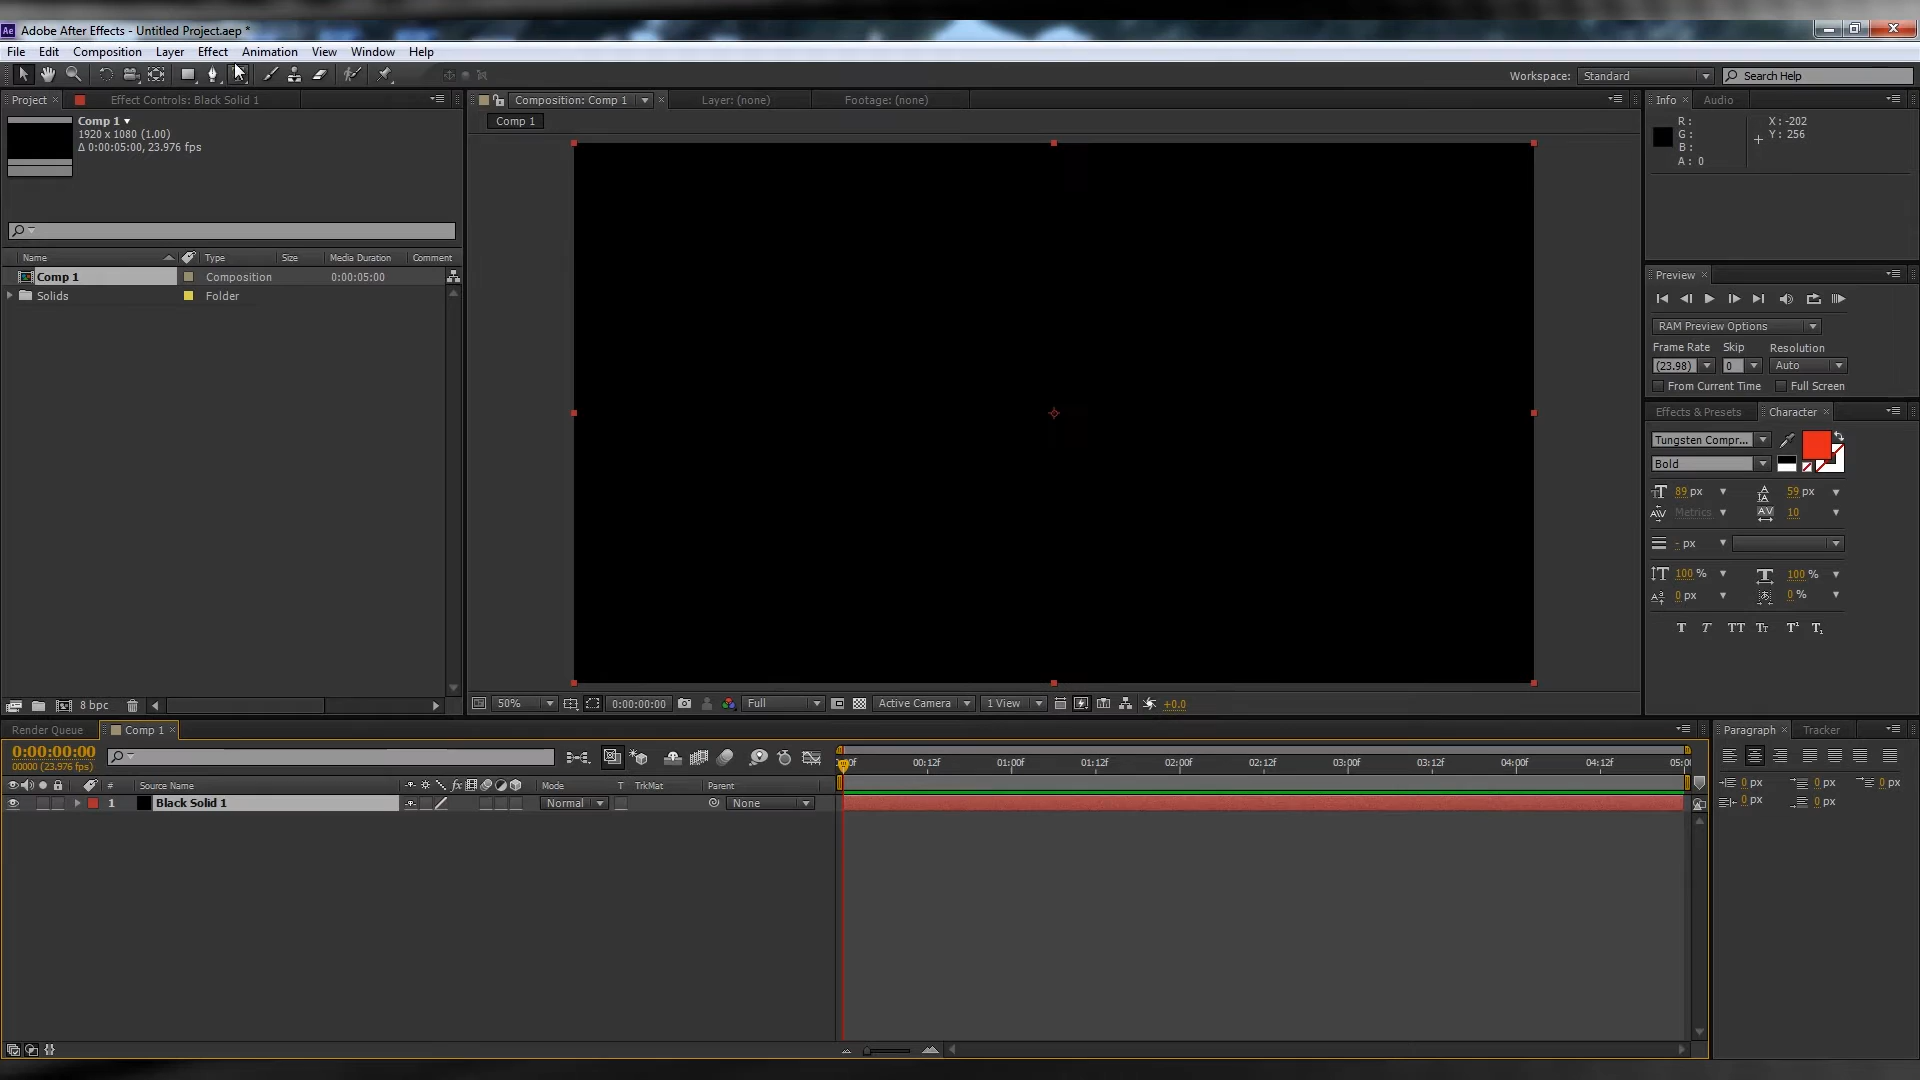 Ae Adobe After Effects - Untitled Project.aep *
File Edit Composition Layer Effect Animation View Window Help
Workspace: Standard Search Help
Project Effect Controls: Black Solid 1
Comp 1
1920 x 1080 (1.00)
Δ 0:00:05:00, 23.976 fps
Name Type Size Media Duration Comment
Comp 1 Composition 0:00:05:00
Solids Folder
8 bpc
Composition: Comp 1 Layer: (none) Footage: (none)
Comp 1
50% 0:00:00:00 Full Active Camera 1 View +0.0
Info Audio
R:
G:
B:
A: 0
X: -202
Y: 256
Preview
RAM Preview Options
Frame Rate Skip Resolution
(23.98) 0 Auto
From Current Time Full Screen
Effects & Presets Character
Tungsten Compr...
Bold
89 px 59 px
Metrics 10
- px
100 % 100 %
0 px 0 %
T T TT Tt T¹ T₁
Render Queue Comp 1
0:00:00:00
00000 (23.976 fps)
# Source Name fx Mode T TrkMat Parent
1 Black Solid 1 Normal None
00:12f 01:00f 01:12f 02:00f 02:12f 03:00f 03:12f 04:00f 04:12f
Paragraph Tracker
0 px 0 px 0 px
0 px 0 px